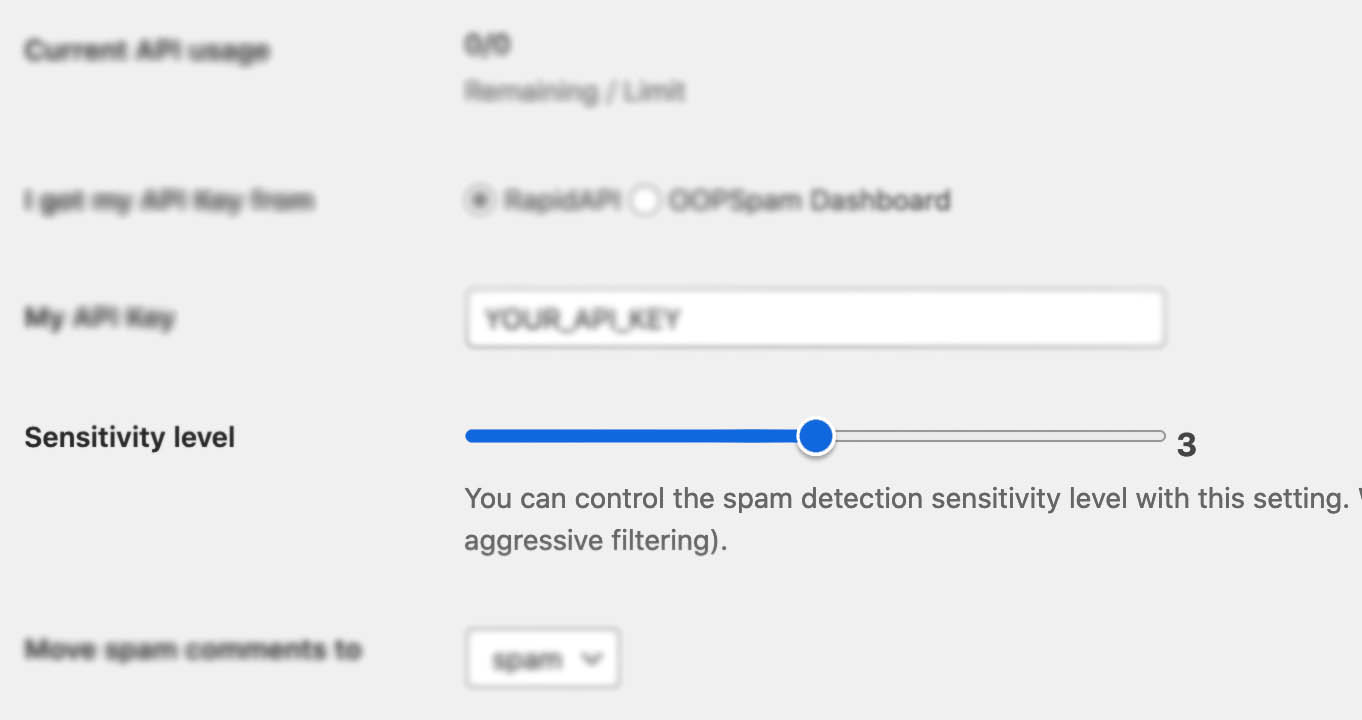 Current API usage
0/0
Remaining / Limit
I got my API Key from
RapidAPI OOPSpam Dashboard
My API Key
YOUR_API_KEY
Sensitivity level
3
You can control the spam detection sensitivity level with this setting.
aggressive filtering).
Move spam comments to
spam